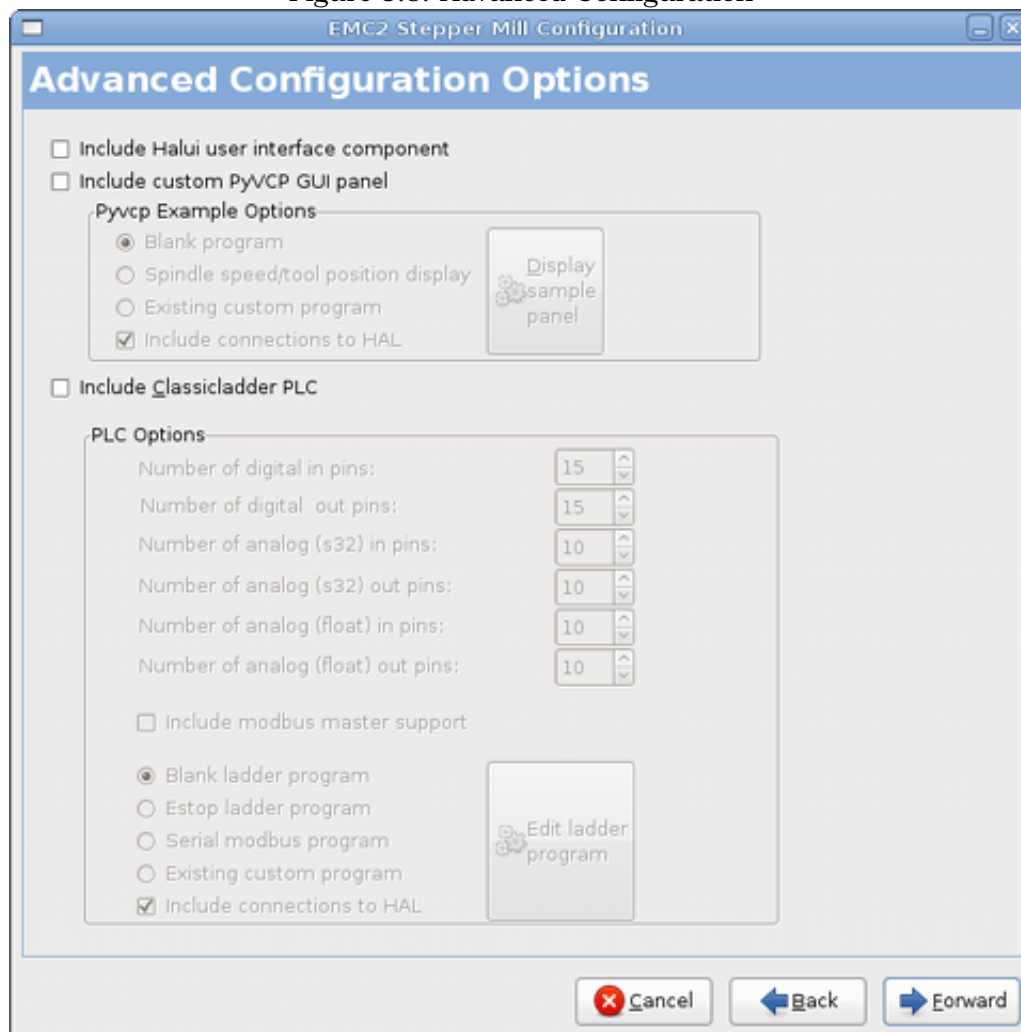 Figure 3.8: Advanced Configuration
EMC2 Stepper Mill Configuration
Advanced Configuration Options
Include Halui user interface component
Include custom PyVCP GUI panel
Pyvcp Example Options
Blank program
Spindle speed/tool position display
Existing custom program
Include connections to HAL
Display
sample
panel
Include Classicladder PLC
PLC Options
Number of digital in pins: 15
Number of digital out pins: 15
Number of analog (s32) in pins: 10
Number of analog (s32) out pins: 10
Number of analog (float) in pins: 10
Number of analog (float) out pins: 10
Include modbus master support
Blank ladder program
Estop ladder program
Serial modbus program
Existing custom program
Include connections to HAL
Edit ladder
program
Cancel Back Forward